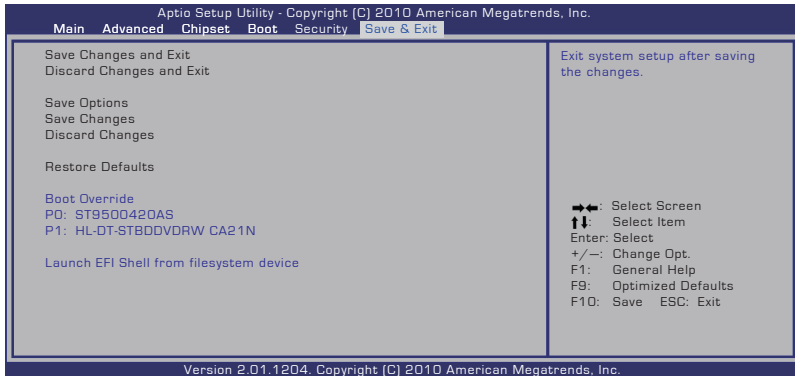 Aptio Setup Utility - Copyright (C) 2010 American Megatrends, Inc.
Main Advanced Chipset Boot Security Save & Exit
Save Changes and Exit
Discard Changes and Exit
Save Options
Save Changes
Discard Changes
Restore Defaults
Boot Override
P0: ST9500420AS
P1: HL-DT-STBDDVDRW CA21N
Launch EFI Shell from filesystem device
Exit system setup after saving
the changes.
→←: Select Screen
↑↓: Select Item
Enter: Select
+/—: Change Opt.
F1: General Help
F9: Optimized Defaults
F10: Save ESC: Exit
Version 2.01.1204. Copyright (C) 2010 American Megatrends, Inc.